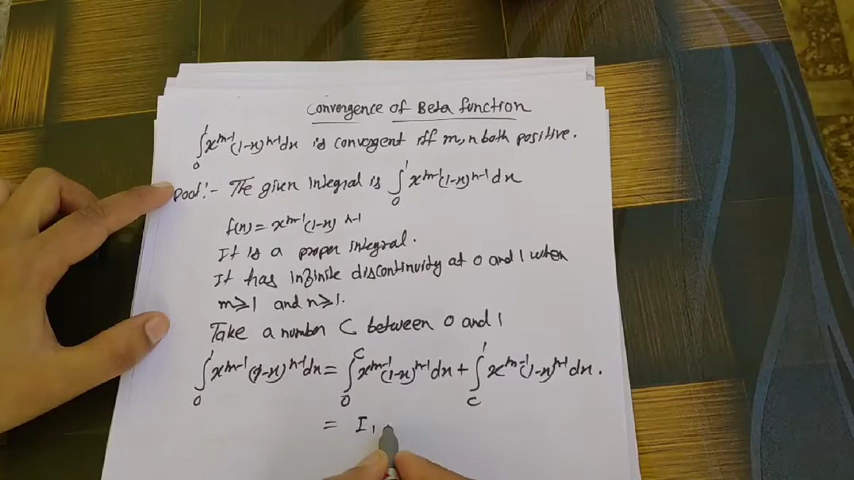 Convergence of Beta function
∫₀¹ x^{m-1}(1-x)^{n-1}dx is convergent iff m,n both positive.
Proof:- The given integral is ∫₀¹ x^{m-1}(1-x)^{n-1}dx
f(x) = x^{m-1}(1-x)^{n-1}
It is a proper integral.
It has infinite discontinuity at 0 and 1 when
m≥1 and n≥1.
Take a number C between 0 and 1
∫₀¹ x^{m-1}(1-x)^{n-1}dx = ∫₀^C x^{m-1}(1-x)^{n-1}dx + ∫_C¹ x^{m-1}(1-x)^{n-1}dx.
= I₁